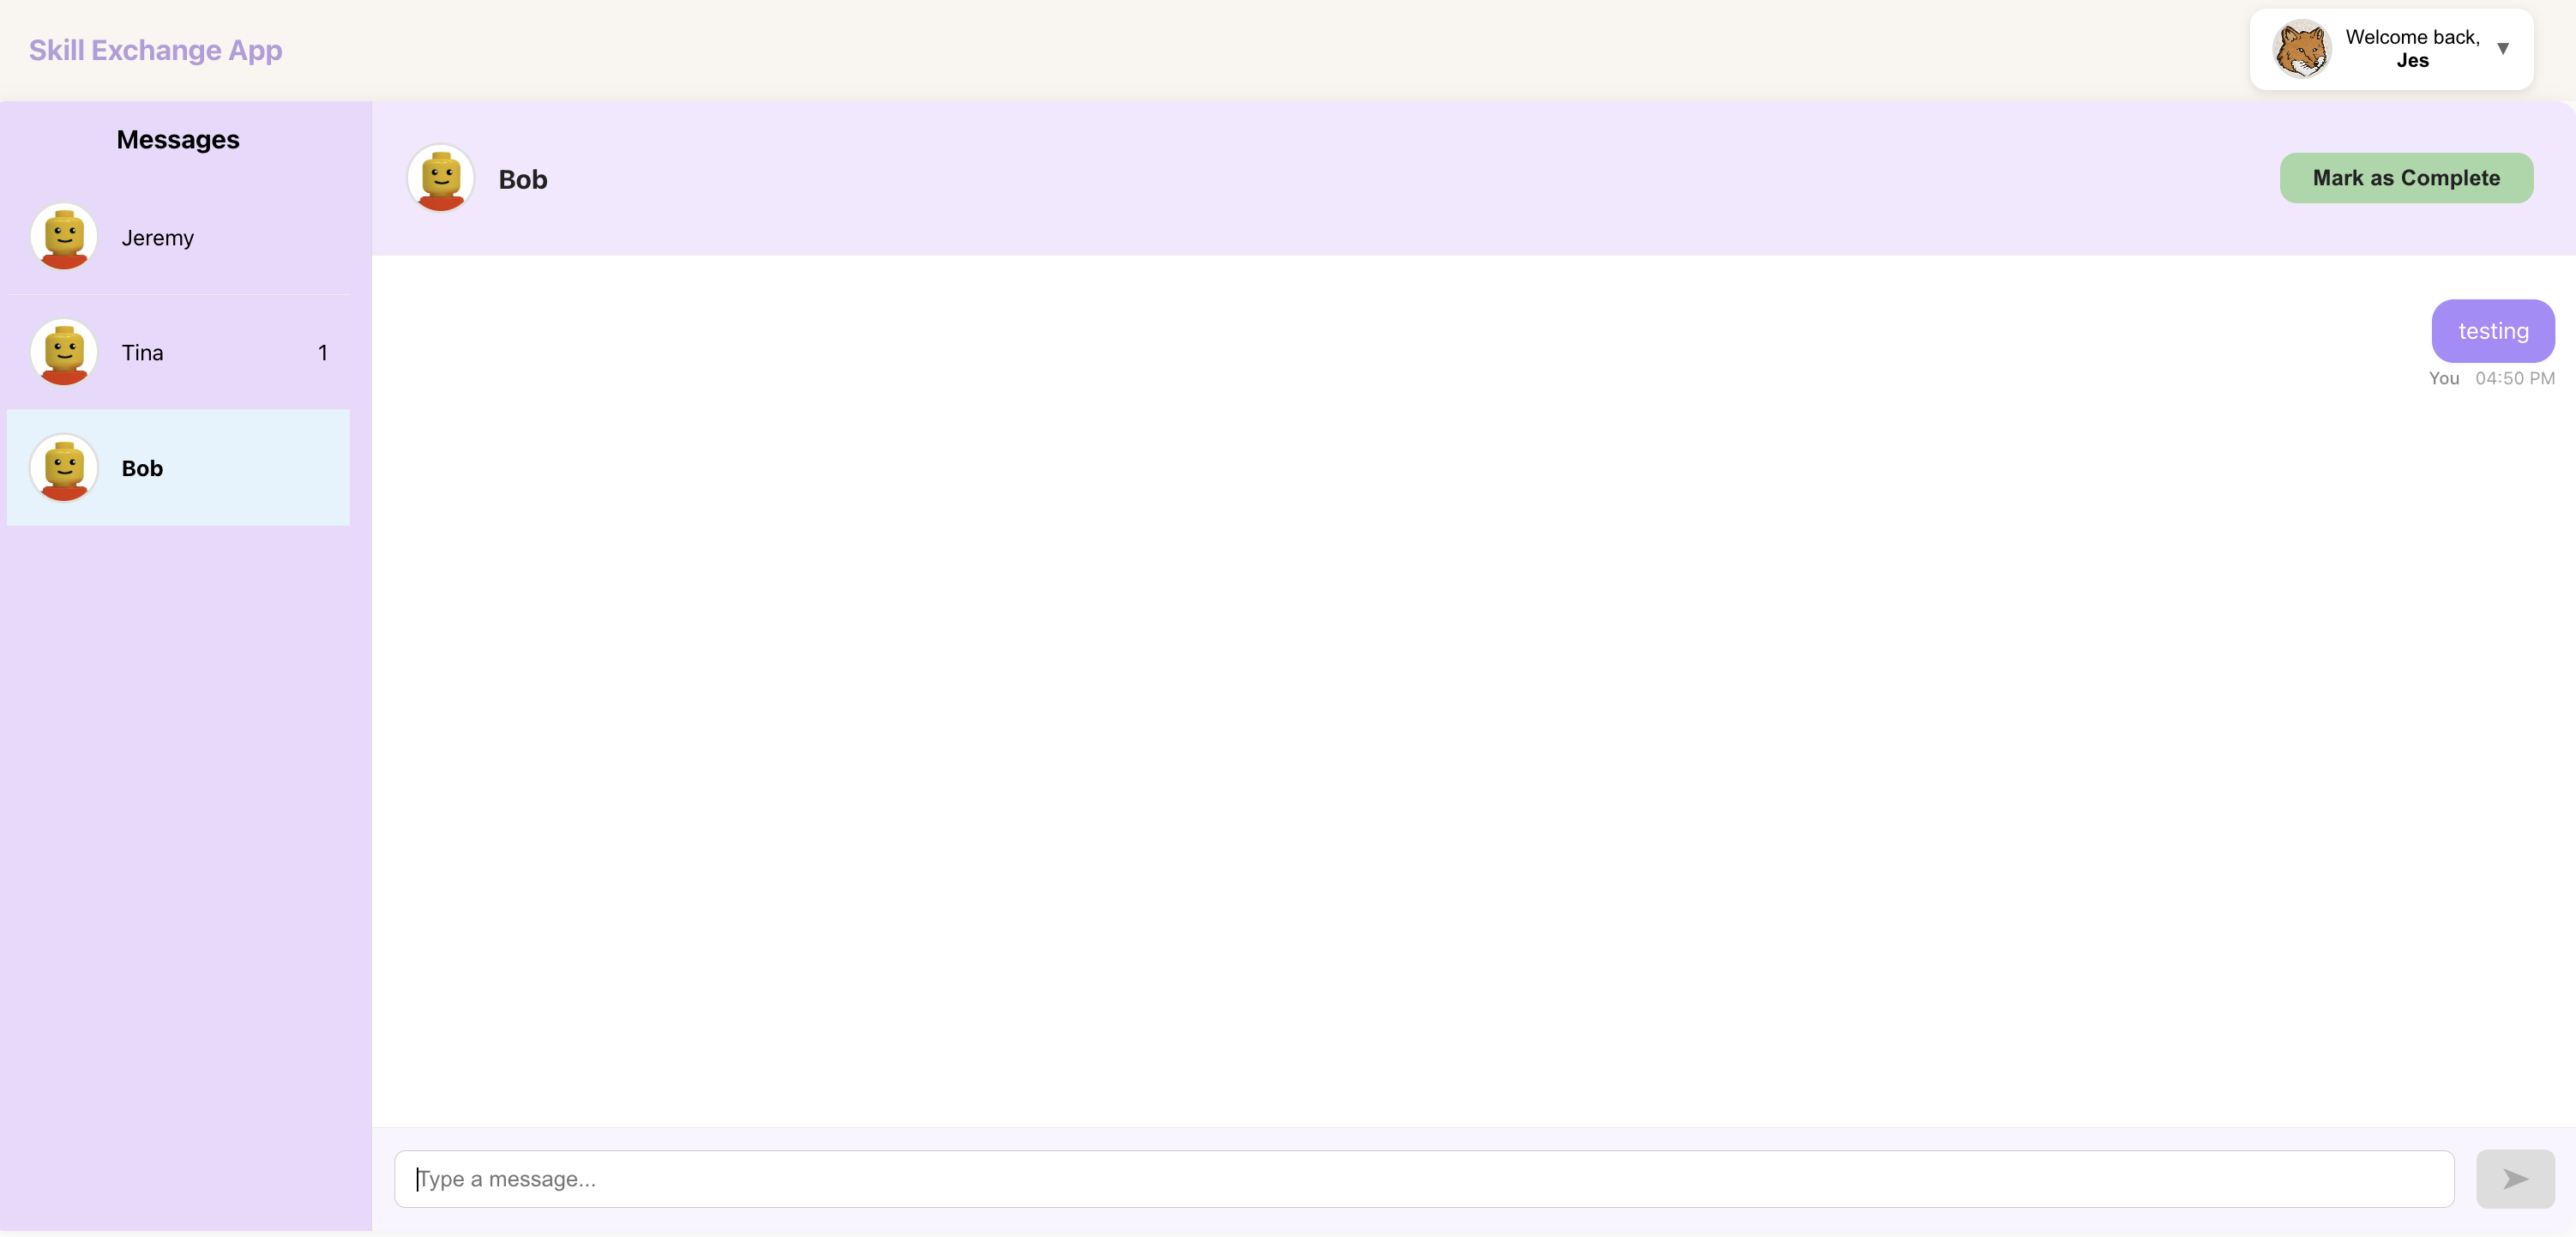 Skill Exchange App
Welcome back,
Jes
Messages
Jeremy
Tina 1
Bob
Bob
Mark as Complete
testing
You 04:50 PM
Type a message...